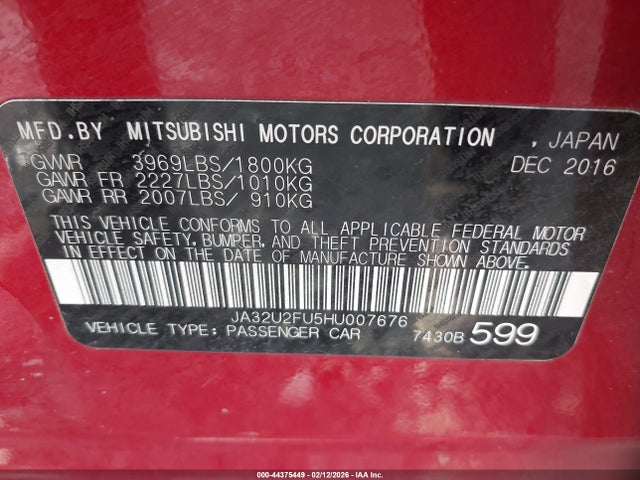 MFD.BY MITSUBISHI MOTORS CORPORATION , JAPAN
GVWR 3969LBS/1800KG DEC 2016
GAWR FR 2227LBS/1010KG
GAWR RR 2007LBS/ 910KG
THIS VEHICLE CONFORMS TO ALL APPLICABLE FEDERAL MOTOR
VEHICLE SAFETY, BUMPER, AND THEFT PREVENTION STANDARDS
IN EFFECT ON THE DATE OF MANUFACTURE SHOWN ABOVE.
JA32U2FU5HU007676
VEHICLE TYPE: PASSENGER CAR 7430B 599
000-44375449 - 02/12/2026 - IAA Inc.